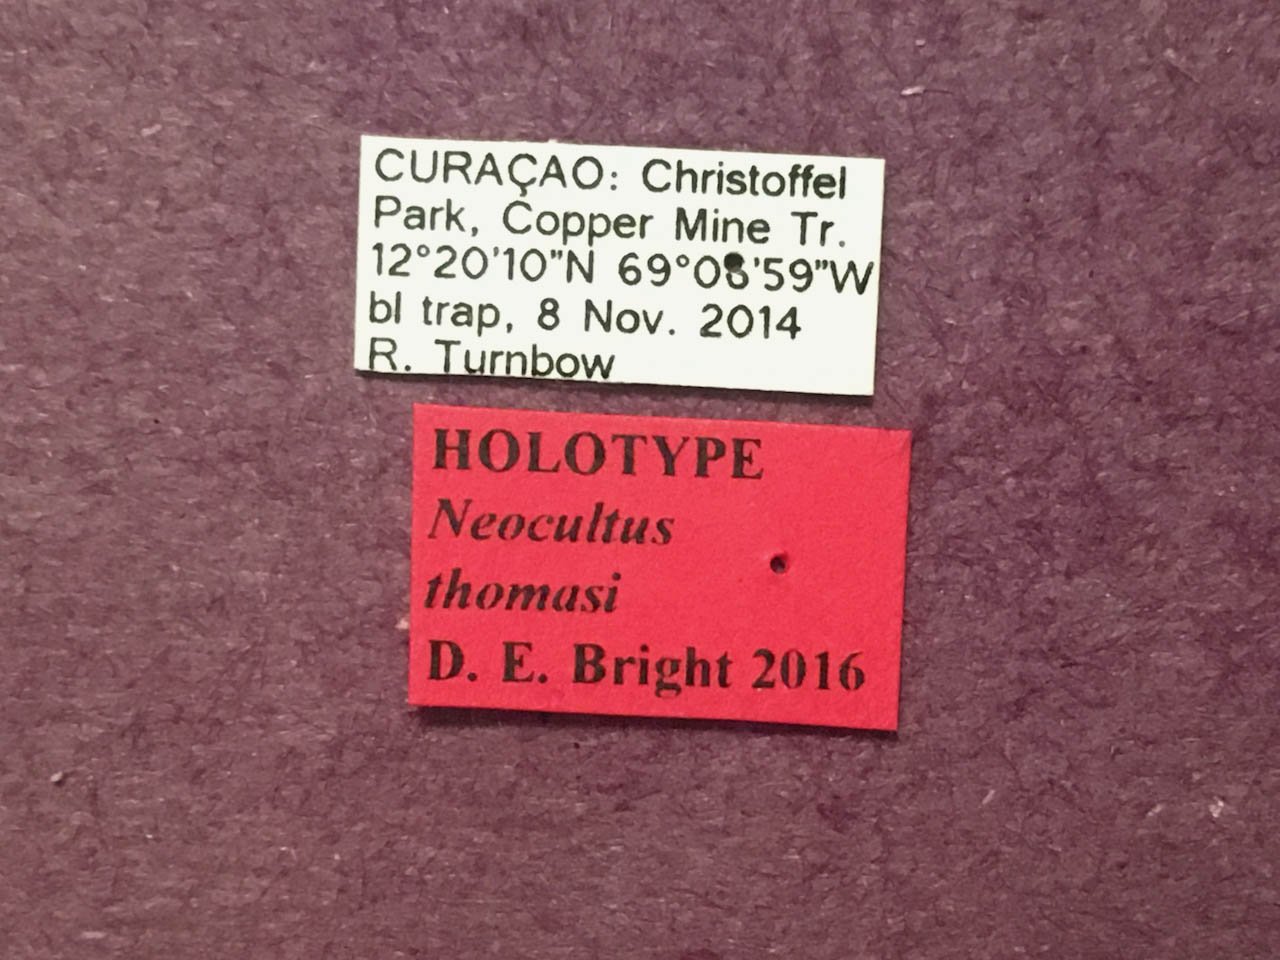 CURAÇAO: Christoffel
Park, Copper Mine Tr.
12°20'10"N 69°08'59"W
bl trap, 8 Nov. 2014
R. Turnbow
HOLOTYPE
Neocultus
thomasi
D. E. Bright 2016